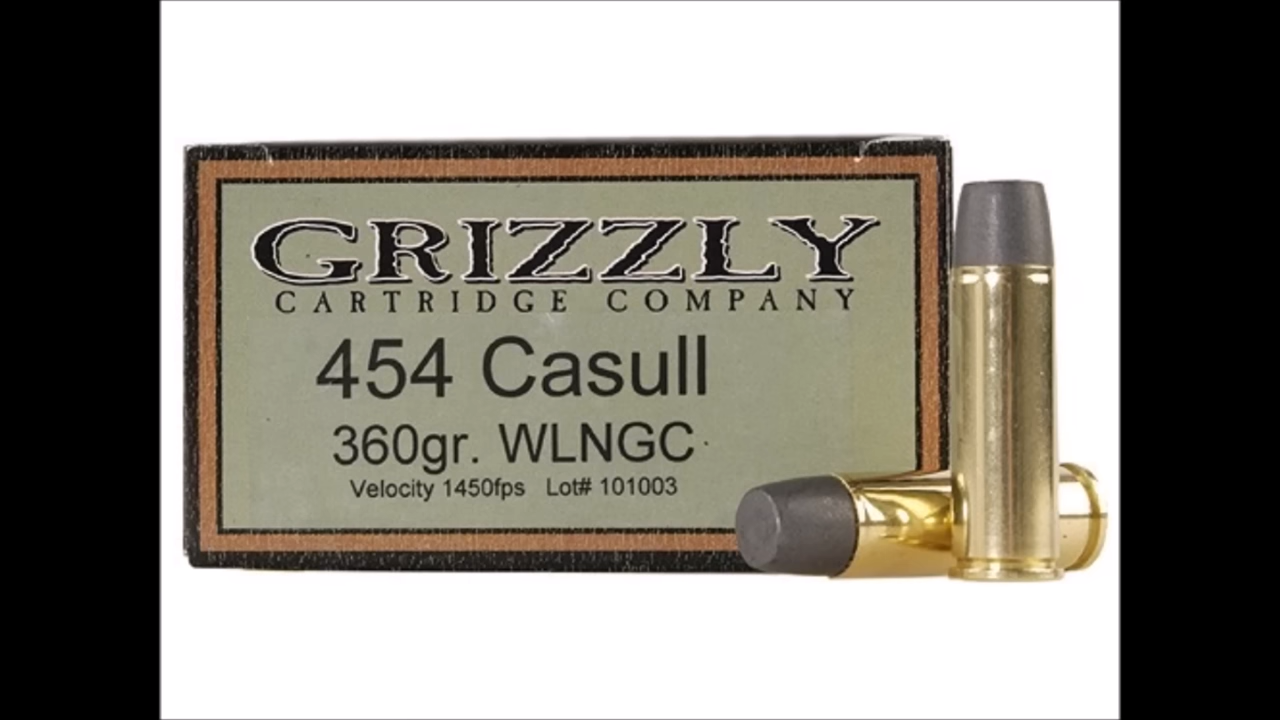 GRIZZLY
CARTRIDGE COMPANY
454 Casull
360gr. WLNGC
Velocity 1450fps Lot# 101003